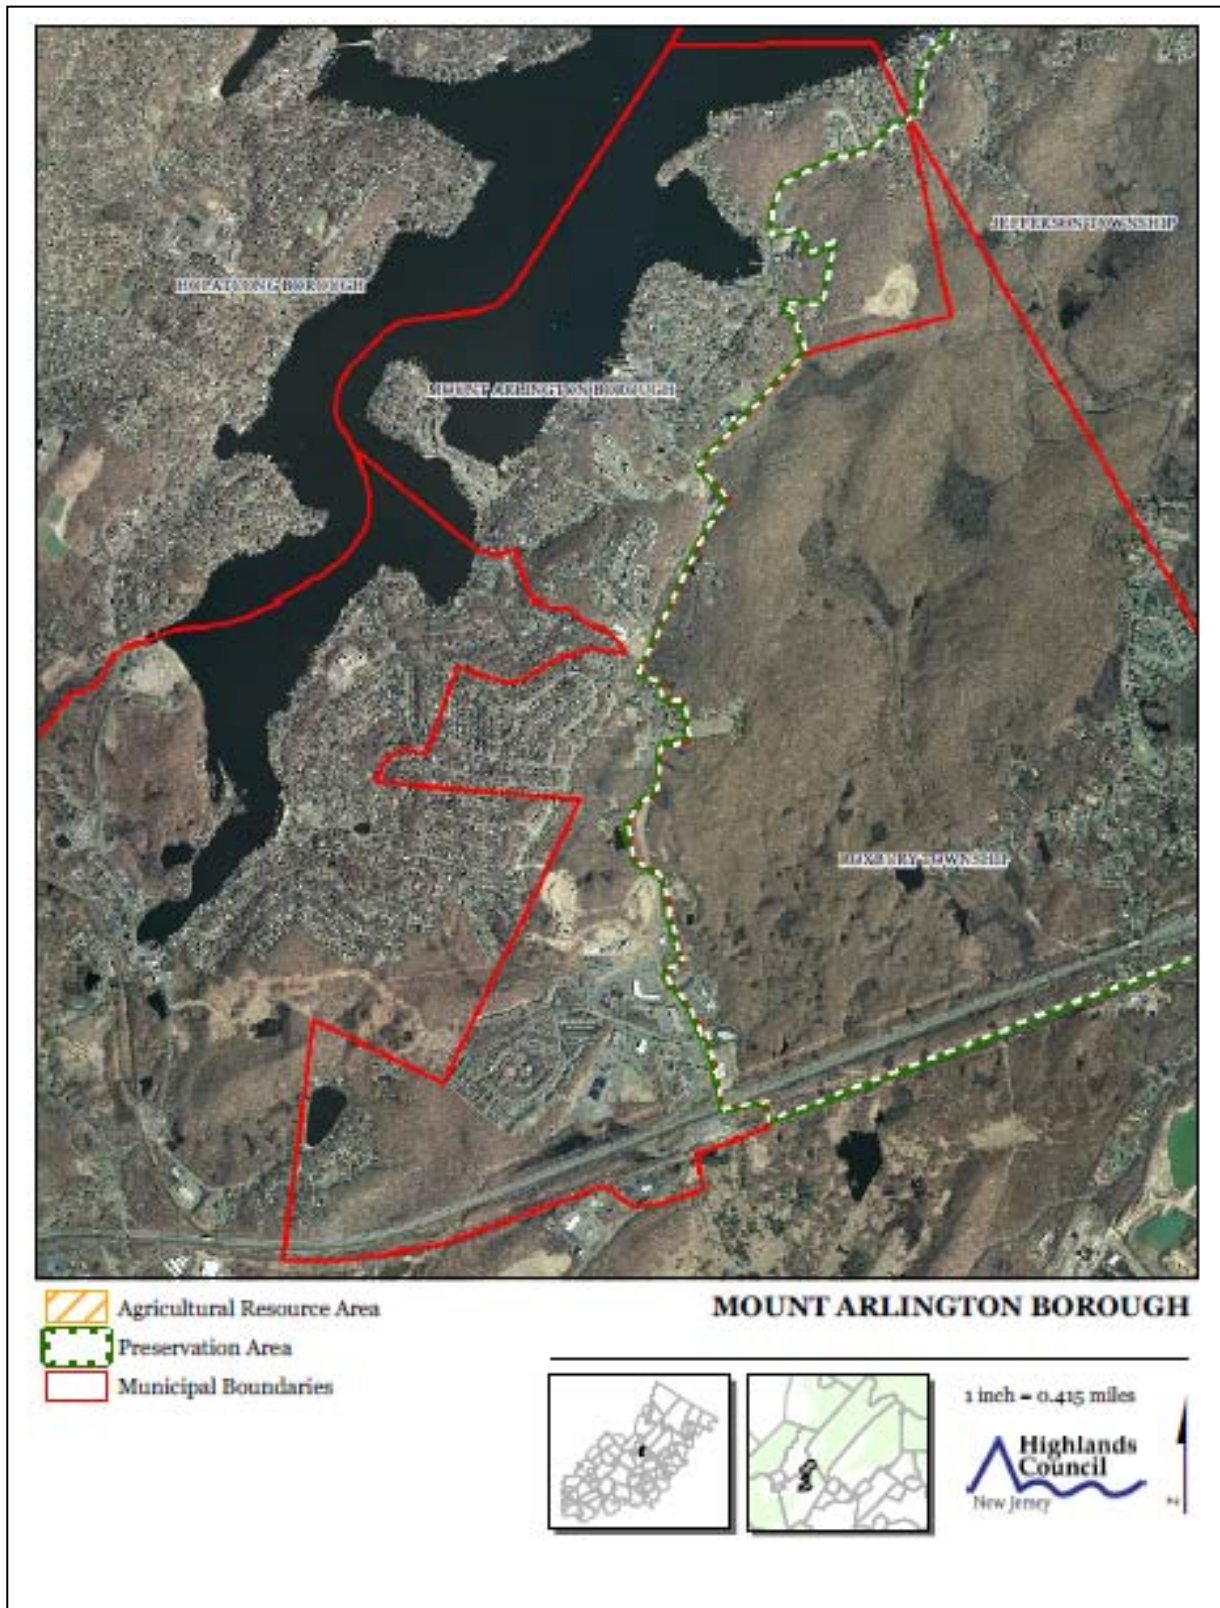 JEFFERSON TOWNSHIP
HOPATCONG BOROUGH
MOUNT ARLINGTON BOROUGH
ROXBURY TOWNSHIP
Agricultural Resource Area
Preservation Area
Municipal Boundaries
MOUNT ARLINGTON BOROUGH
1 inch = 0.415 miles
Highlands
Council
New Jersey
N